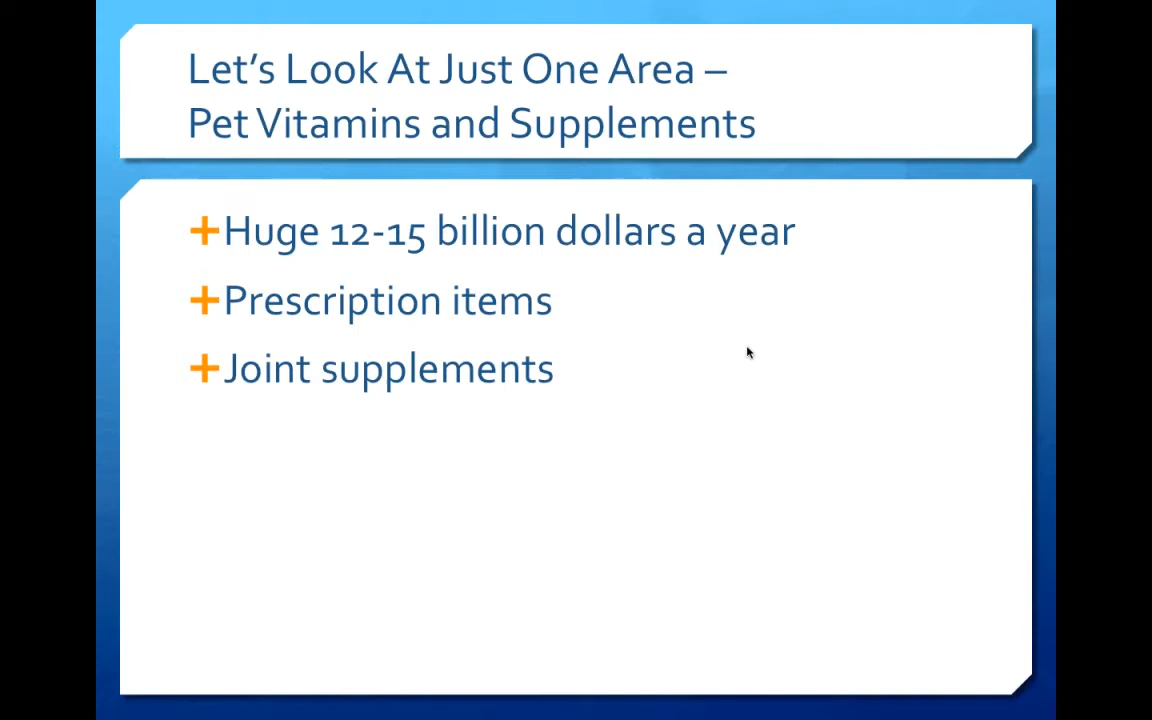 Let's Look At Just One Area –
Pet Vitamins and Supplements
Huge 12-15 billion dollars a year
Prescription items
Joint supplements